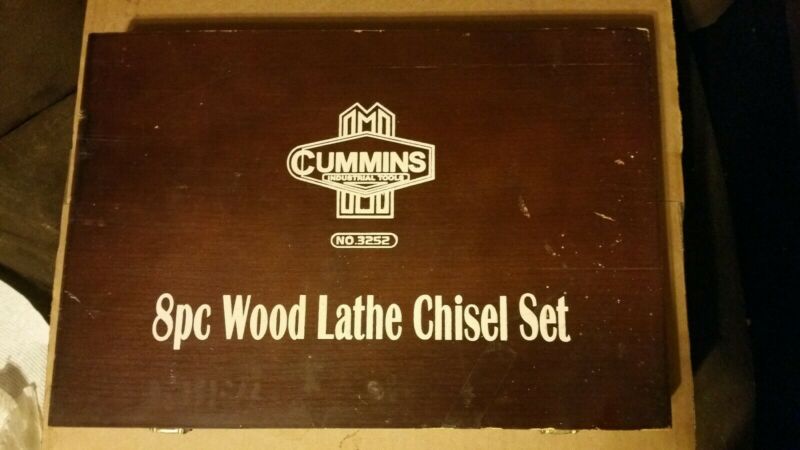 CUMMINS
INDUSTRIAL TOOLS
NO.3252
8pc Wood Lathe Chisel Set